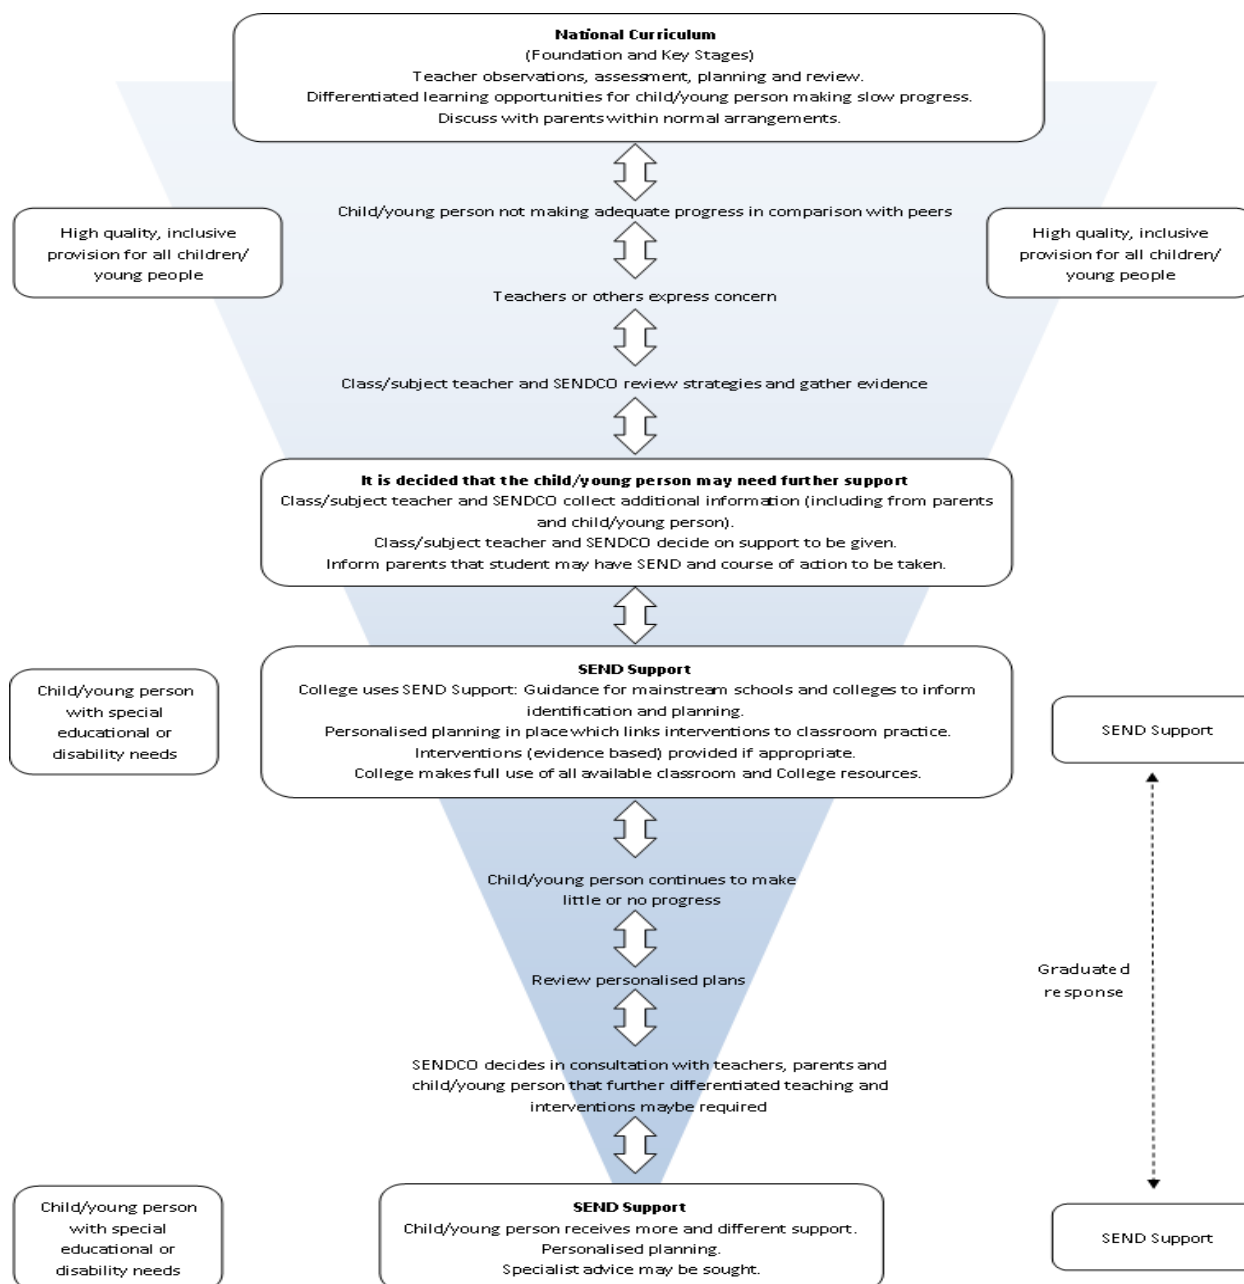 National Curriculum
(Foundation and Key Stages)
Teacher observations, assessment, planning and review.
Differentiated learning opportunities for child/young person making slow progress.
Discuss with parents within normal arrangements.
Child/young person not making adequate progress in comparison with peers
High quality, inclusive
provision for all children/
young people
High quality, inclusive
provision for all children/
young people
Teachers or others express concern
Class/subject teacher and SENDCO review strategies and gather evidence
It is decided that the child/young person may need further support
Class/subject teacher and SENDCO collect additional information (including from parents
and child/young person).
Class/subject teacher and SENDCO decide on support to be given.
Inform parents that student may have SEND and course of action to be taken.
Child/young person
with special
educational or
disability needs
SEND Support
College uses SEND Support: Guidance for mainstream schools and colleges to inform
identification and planning.
Personalised planning in place which links interventions to classroom practice.
Interventions (evidence based) provided if appropriate.
College makes full use of all available classroom and College resources.
SEND Support
Child/young person continues to make
little or no progress
Review personalised plans
Graduated
response
SENDCO decides in consultation with teachers, parents and
child/young person that further differentiated teaching and
interventions maybe required
Child/young person
with special
educational or
disability needs
SEND Support
Child/young person receives more and different support.
Personalised planning.
Specialist advice may be sought.
SEND Support